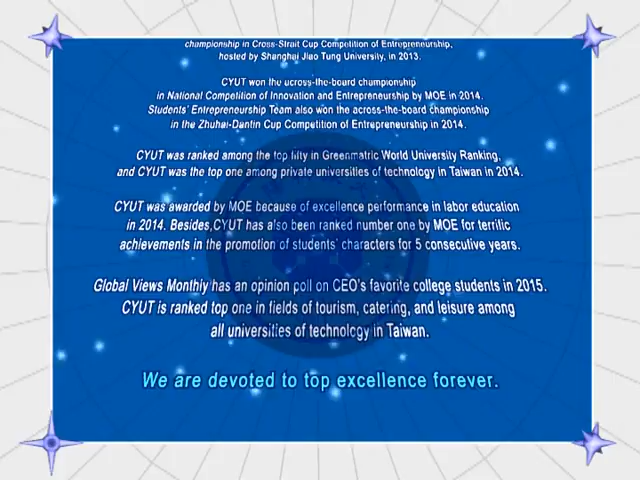 championship in Cross-Strait Cup Competition of Entrepreneurship,
hosted by Shanghai Jiao Tung University, in 2013.
CYUT won the across-the-board championship
in National Competition of Innovation and Entrepreneurship by MOE in 2014.
Students' Entrepreneurship Team also won the across-the-board championship
in the Zhuhai-Dantin Cup Competition of Entrepreneurship in 2014.
CYUT was ranked among the top fifty in Greenmatric World University Ranking,
and CYUT was the top one among private universities of technology in Taiwan in 2014.
CYUT was awarded by MOE because of excellence performance in labor education
in 2014. Besides,CYUT has also been ranked number one by MOE for terrific
achievements in the promotion of students' characters for 5 consecutive years.
Global Views Monthly has an opinion poll on CEO's favorite college students in 2015.
CYUT is ranked top one in fields of tourism, catering, and leisure among
all universities of technology in Taiwan.
We are devoted to top excellence forever.